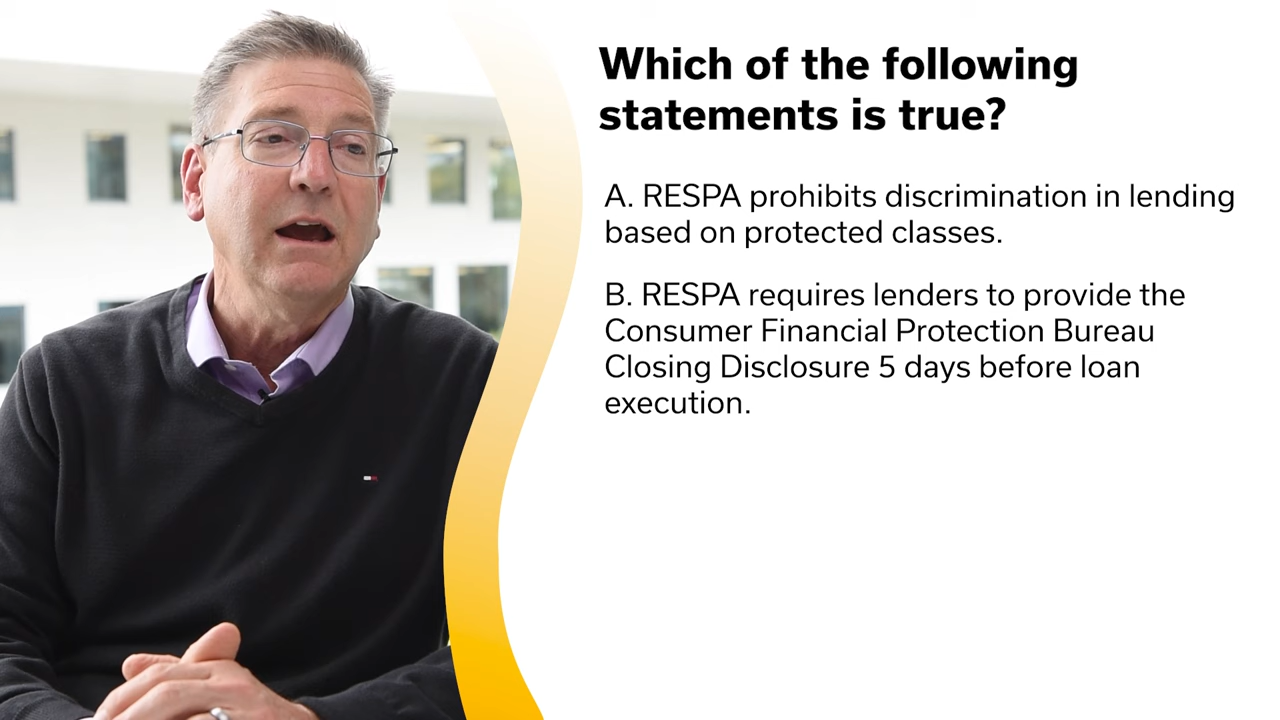 Which of the following
statements is true?
A. RESPA prohibits discrimination in lending
based on protected classes.
B. RESPA requires lenders to provide the
Consumer Financial Protection Bureau
Closing Disclosure 5 days before loan
execution.